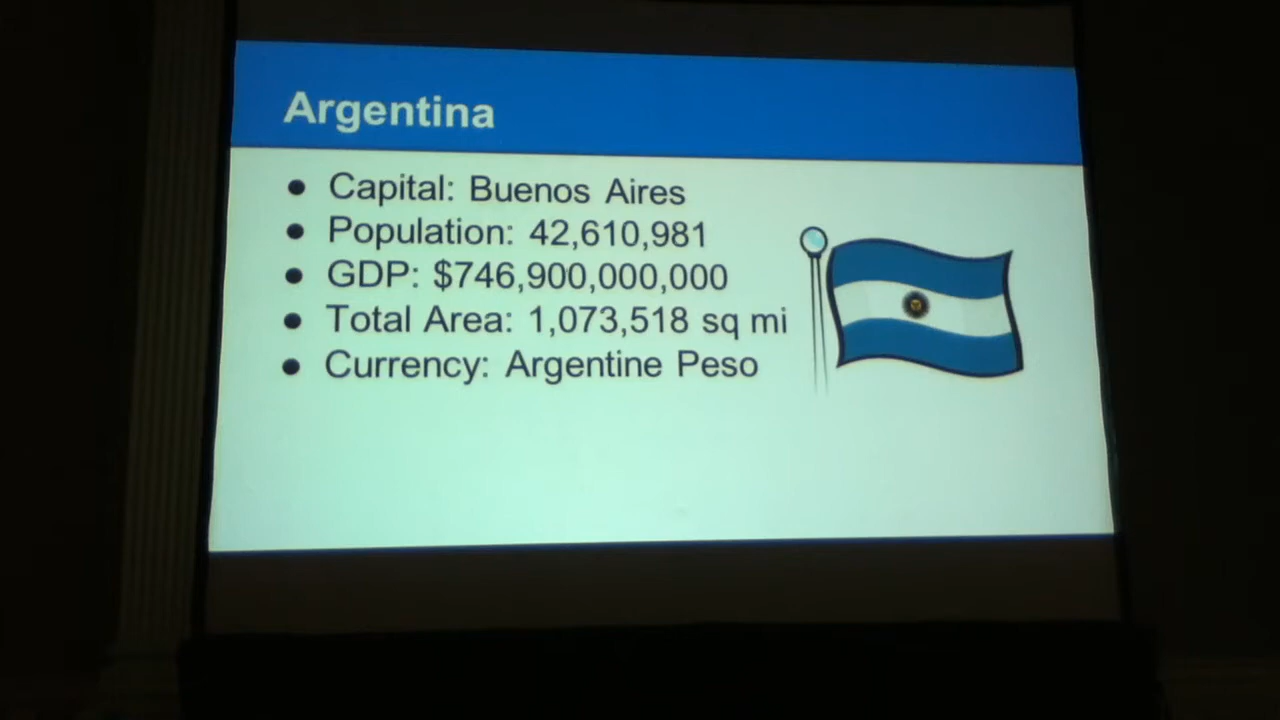 Argentina
● Capital: Buenos Aires
● Population: 42,610,981
● GDP: $746,900,000,000
● Total Area: 1,073,518 sq mi
● Currency: Argentine Peso